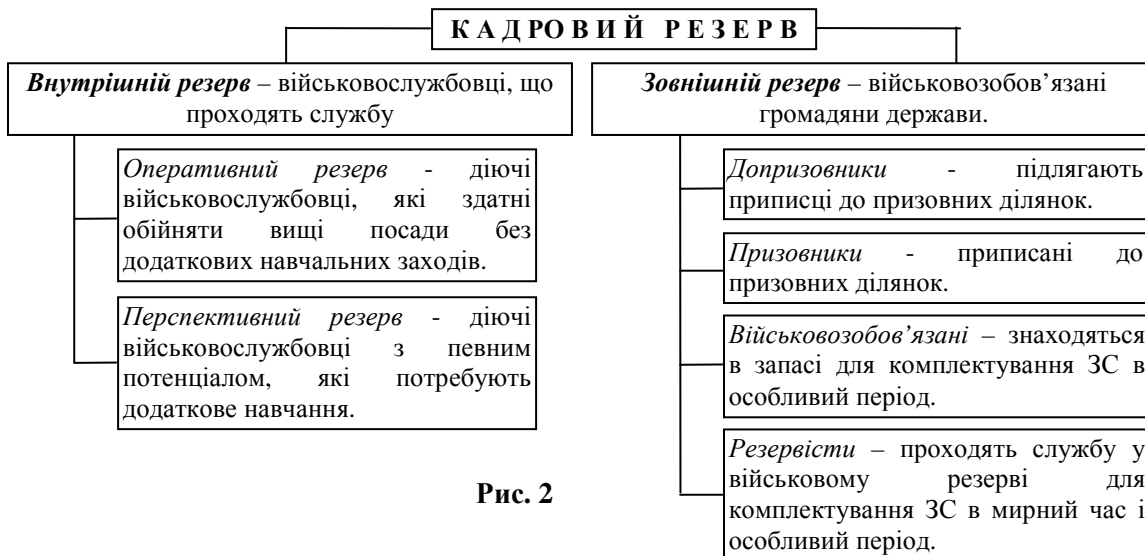 КАДРОВИЙ РЕЗЕРВ
Внутрішній резерв – військовослужбовці, що
проходять службу
Оперативний резерв - діючі
військовослужбовці, які здатні
обійняти вищі посади без
додаткових навчальних заходів.
Перспективний резерв - діючі
військовослужбовці з певним
потенціалом, які потребують
додаткове навчання.
Зовнішній резерв – військовозобов’язані
громадяни держави.
Допризовники - підлягають
приписці до призовних ділянок.
Призовники - приписані до
призовних ділянок.
Військовозобов’язані – знаходяться
в запасі для комплектування ЗС в
особливий період.
Резервісти – проходять службу у
військовому резерві для
комплектування ЗС в мирний час і
особливий період.
Рис. 2